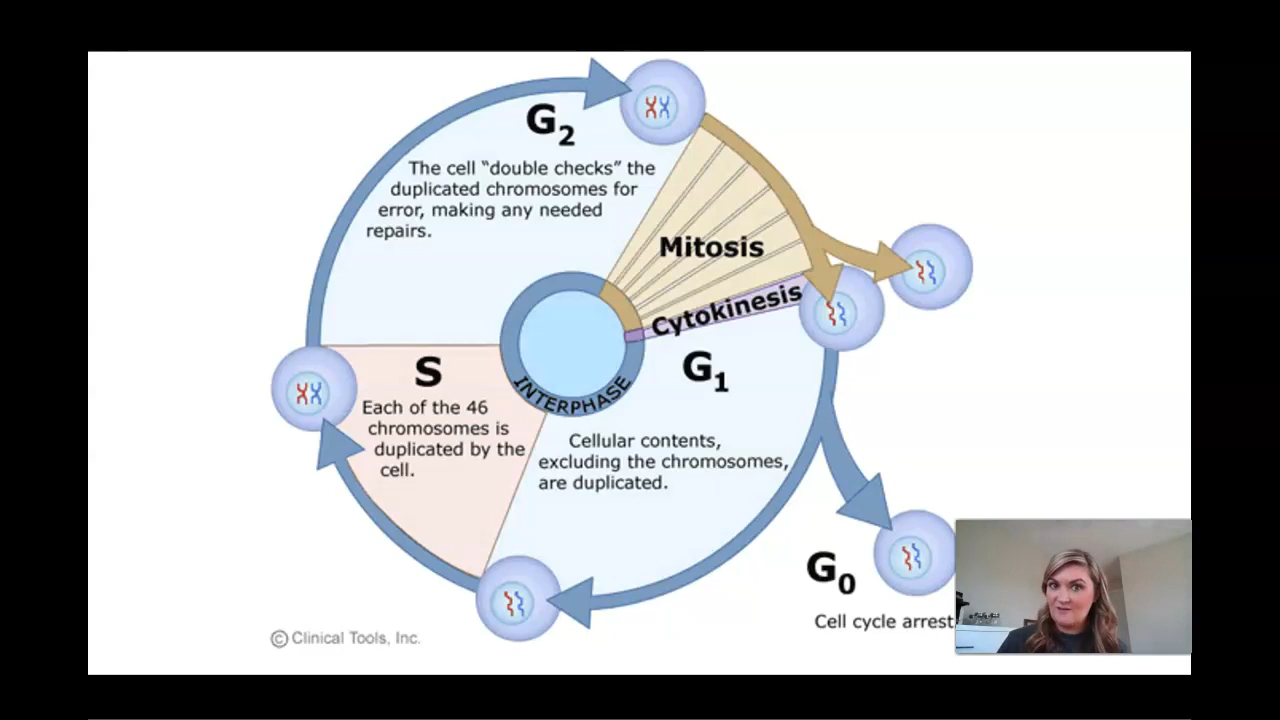 G2
The cell “double checks” the
duplicated chromosomes for
error, making any needed
repairs.
Mitosis
Cytokinesis
G1
Cellular contents,
excluding the chromosomes,
are duplicated.
S
Each of the 46
chromosomes is
duplicated by the
cell.
INTERPHASE
G0
Cell cycle arrest
© Clinical Tools, Inc.